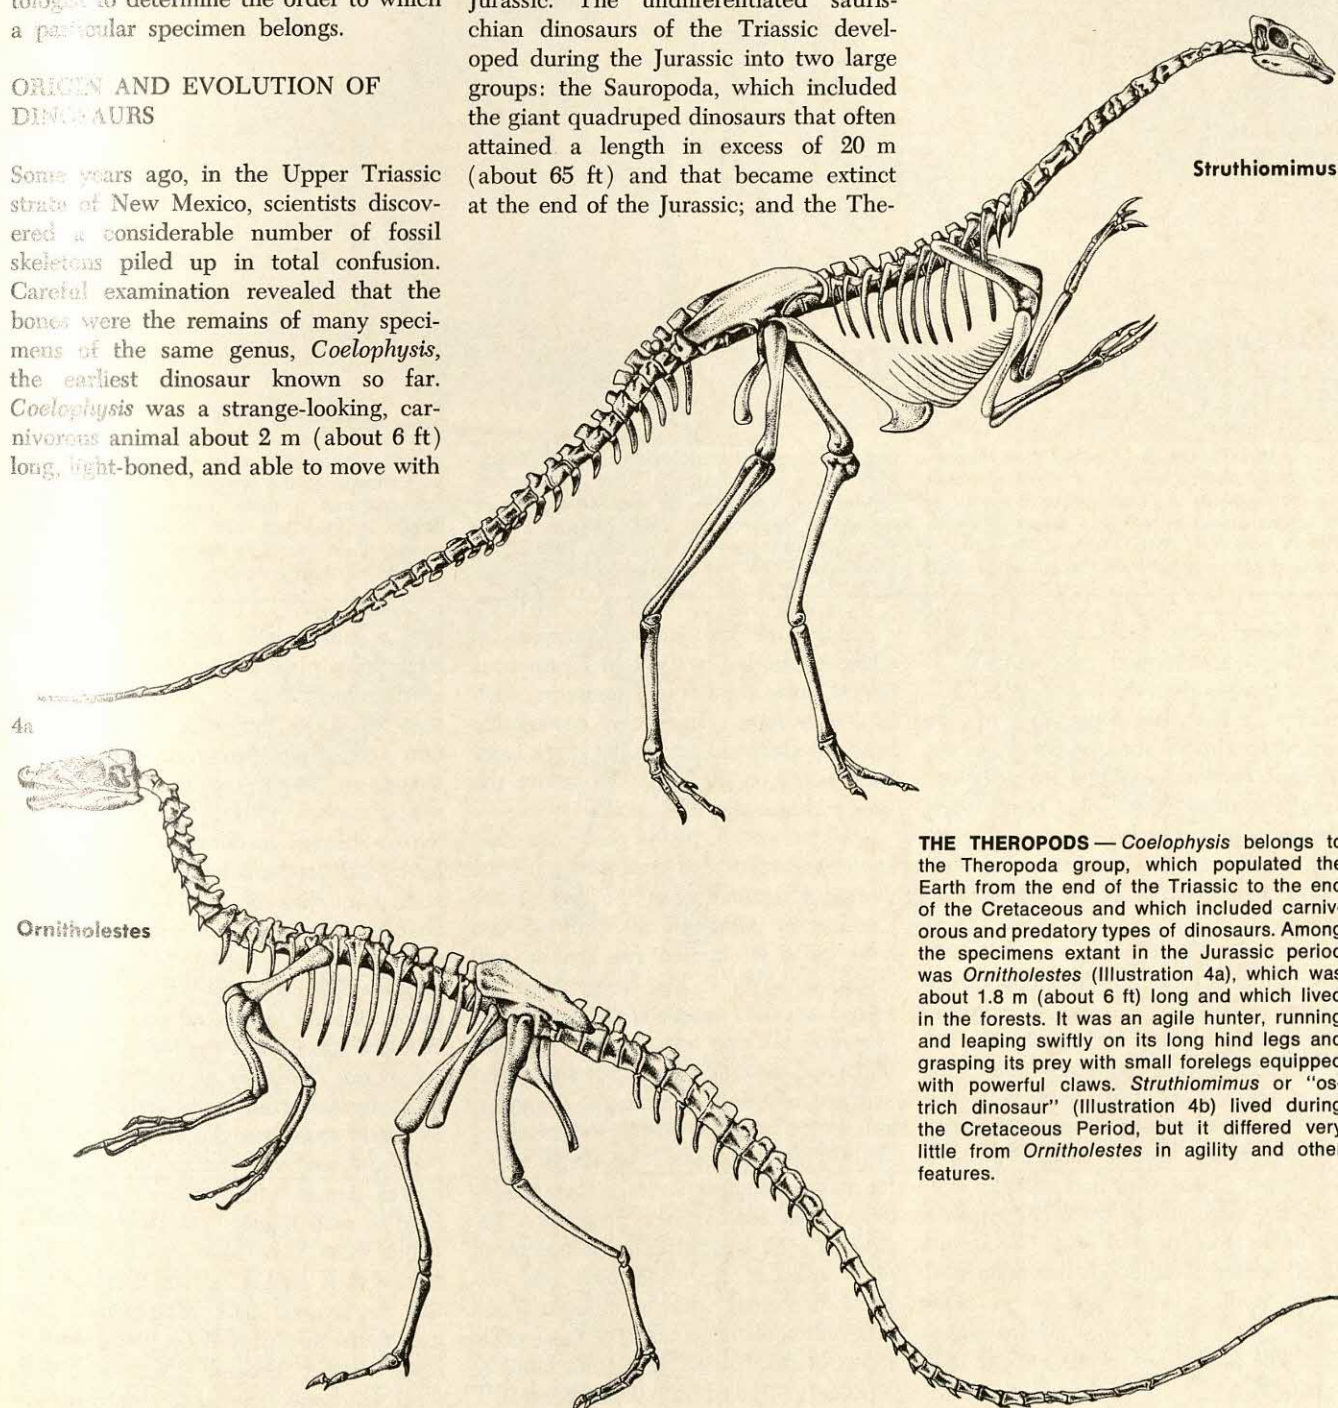 to determine the order to which
a particular specimen belongs.
ORIGIN AND EVOLUTION OF
DINOSAURS
Some years ago, in the Upper Triassic
strata of New Mexico, scientists discov-
ered a considerable number of fossil
skeletons piled up in total confusion.
Careful examination revealed that the
bones were the remains of many speci-
mens of the same genus, Coelophysis,
the earliest dinosaur known so far.
Coelophysis was a strange-looking, car-
nivorous animal about 2 m (about 6 ft)
long, light-boned, and able to move with
Jurassic. The undifferentiated sauris-
chian dinosaurs of the Triassic devel-
oped during the Jurassic into two large
groups: the Sauropoda, which included
the giant quadruped dinosaurs that often
attained a length in excess of 20 m
(about 65 ft) and that became extinct
at the end of the Jurassic; and the The-
Struthiomimus
4a
Ornitholestes
THE THEROPODS — Coelophysis belongs to
the Theropoda group, which populated the
Earth from the end of the Triassic to the end
of the Cretaceous and which included carniv
orous and predatory types of dinosaurs. Among
the specimens extant in the Jurassic period
was Ornitholestes (Illustration 4a), which was
about 1.8 m (about 6 ft) long and which lived
in the forests. It was an agile hunter, running
and leaping swiftly on its long hind legs and
grasping its prey with small forelegs equipped
with powerful claws. Struthiomimus or "os
trich dinosaur" (Illustration 4b) lived during
the Cretaceous Period, but it differed very
little from Ornitholestes in agility and other
features.